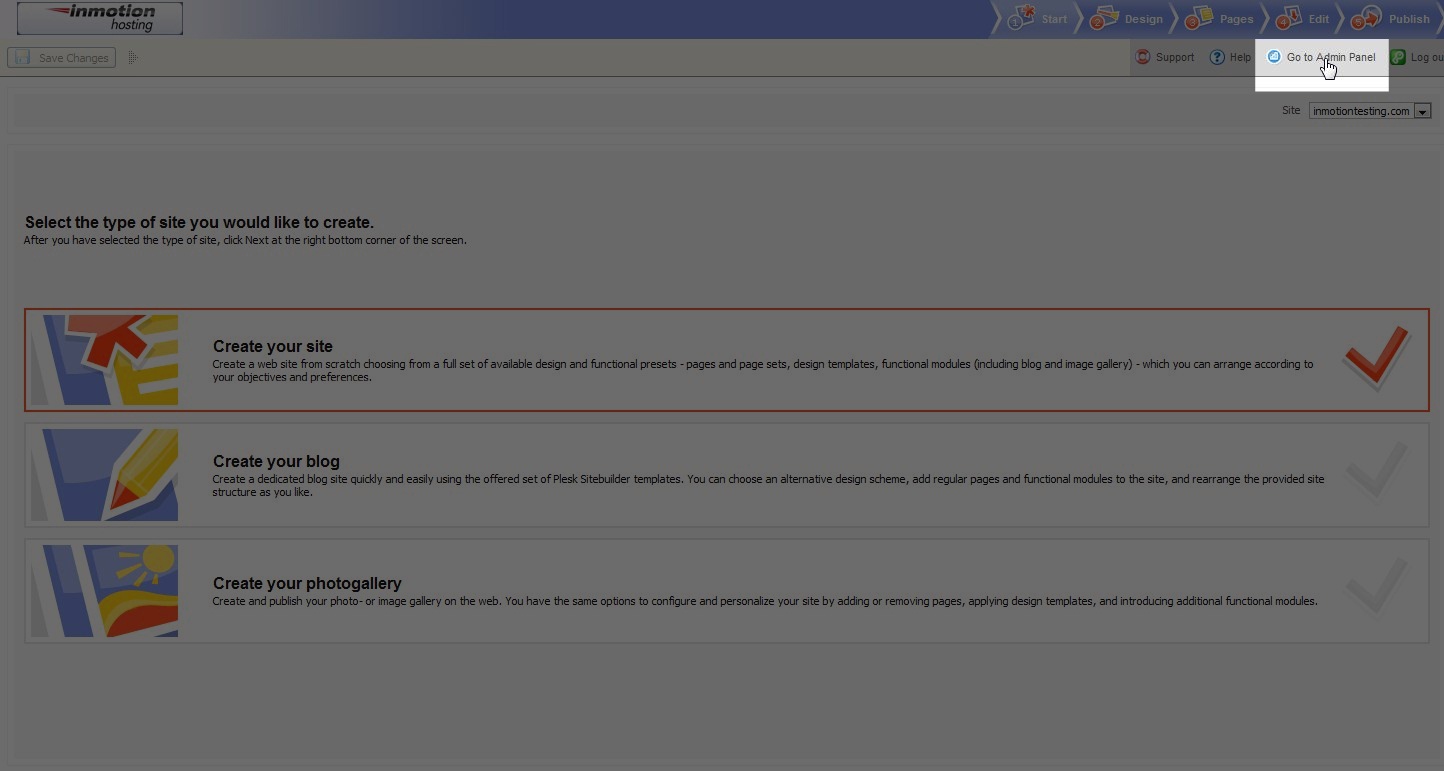 inmotion
hosting
1 Start 2 Design 3 Pages 4 Edit 5 Publish
Save Changes
Support Help Go to Admin Panel Log ou
Site inmotiontesting.com
Select the type of site you would like to create.
After you have selected the type of site, click Next at the right bottom corner of the screen.
Create your site
Create a web site from scratch choosing from a full set of available design and functional presets - pages and page sets, design templates, functional modules (including blog and image gallery) - which you can arrange according to
your objectives and preferences.
Create your blog
Create a dedicated blog site quickly and easily using the offered set of Plesk Sitebuilder templates. You can choose an alternative design scheme, add regular pages and functional modules to the site, and rearrange the provided site
structure as you like.
Create your photogallery
Create and publish your photo- or image gallery on the web. You have the same options to configure and personalize your site by adding or removing pages, applying design templates, and introducing additional functional modules.